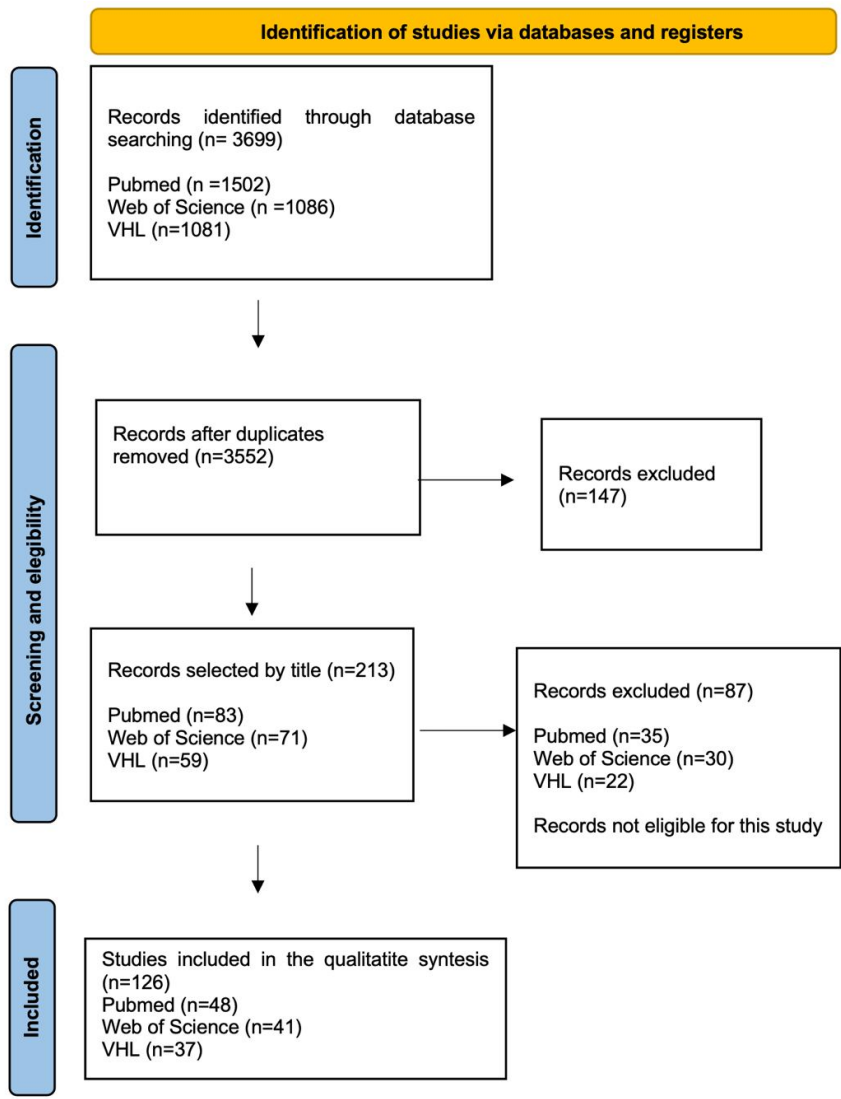 Identification of studies via databases and registers
Identification
Records identified through database
searching (n= 3699)
Pubmed (n =1502)
Web of Science (n =1086)
VHL (n=1081)
Screening and elegibility
Records after duplicates
removed (n=3552)
Records excluded
(n=147)
Records selected by title (n=213)
Pubmed (n=83)
Web of Science (n=71)
VHL (n=59)
Records excluded (n=87)
Pubmed (n=35)
Web of Science (n=30)
VHL (n=22)
Records not eligible for this study
Included
Studies included in the qualitatite syntesis
(n=126)
Pubmed (n=48)
Web of Science (n=41)
VHL (n=37)